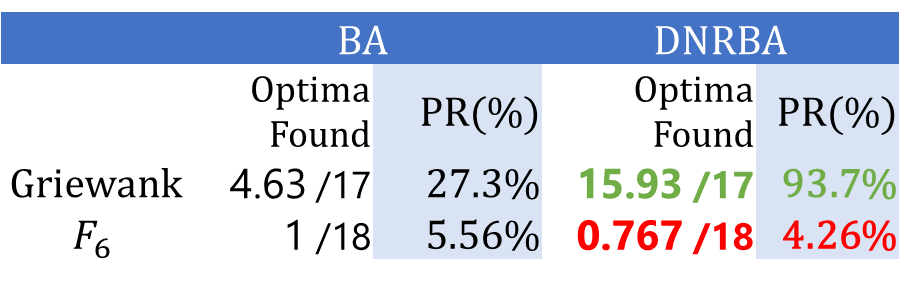 BA DNRBA
Optima Found PR(%) Optima Found PR(%)
Griewank 4.63 /17 27.3% 15.93 /17 93.7%
F₆ 1 /18 5.56% 0.767 /18 4.26%